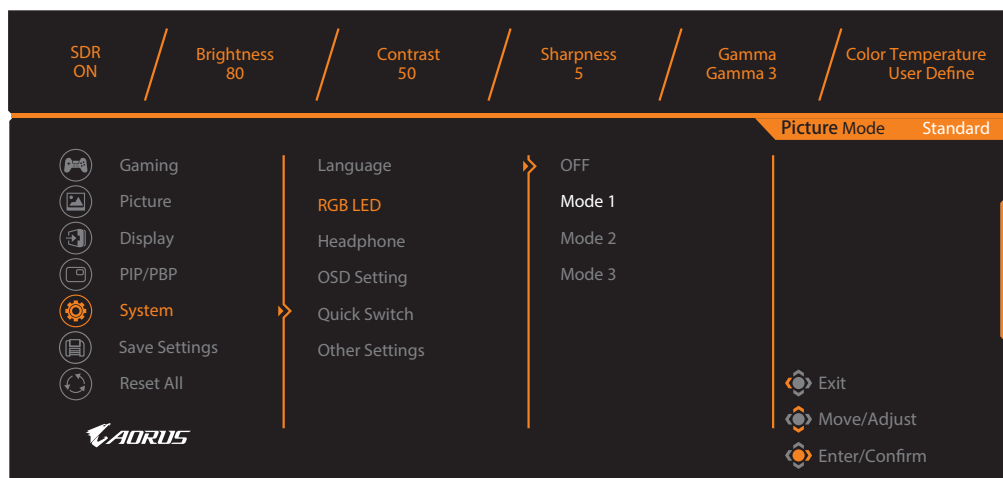 SDR
ON
Brightness
80
Contrast
50
Sharpness
5
Gamma
Gamma 3
Color Temperature
User Define
Picture Mode Standard
Gaming
Picture
Display
PIP/PBP
System
Save Settings
Reset All
Language
RGB LED
Headphone
OSD Setting
Quick Switch
Other Settings
OFF
Mode 1
Mode 2
Mode 3
Exit
Move/Adjust
Enter/Confirm
AORUS